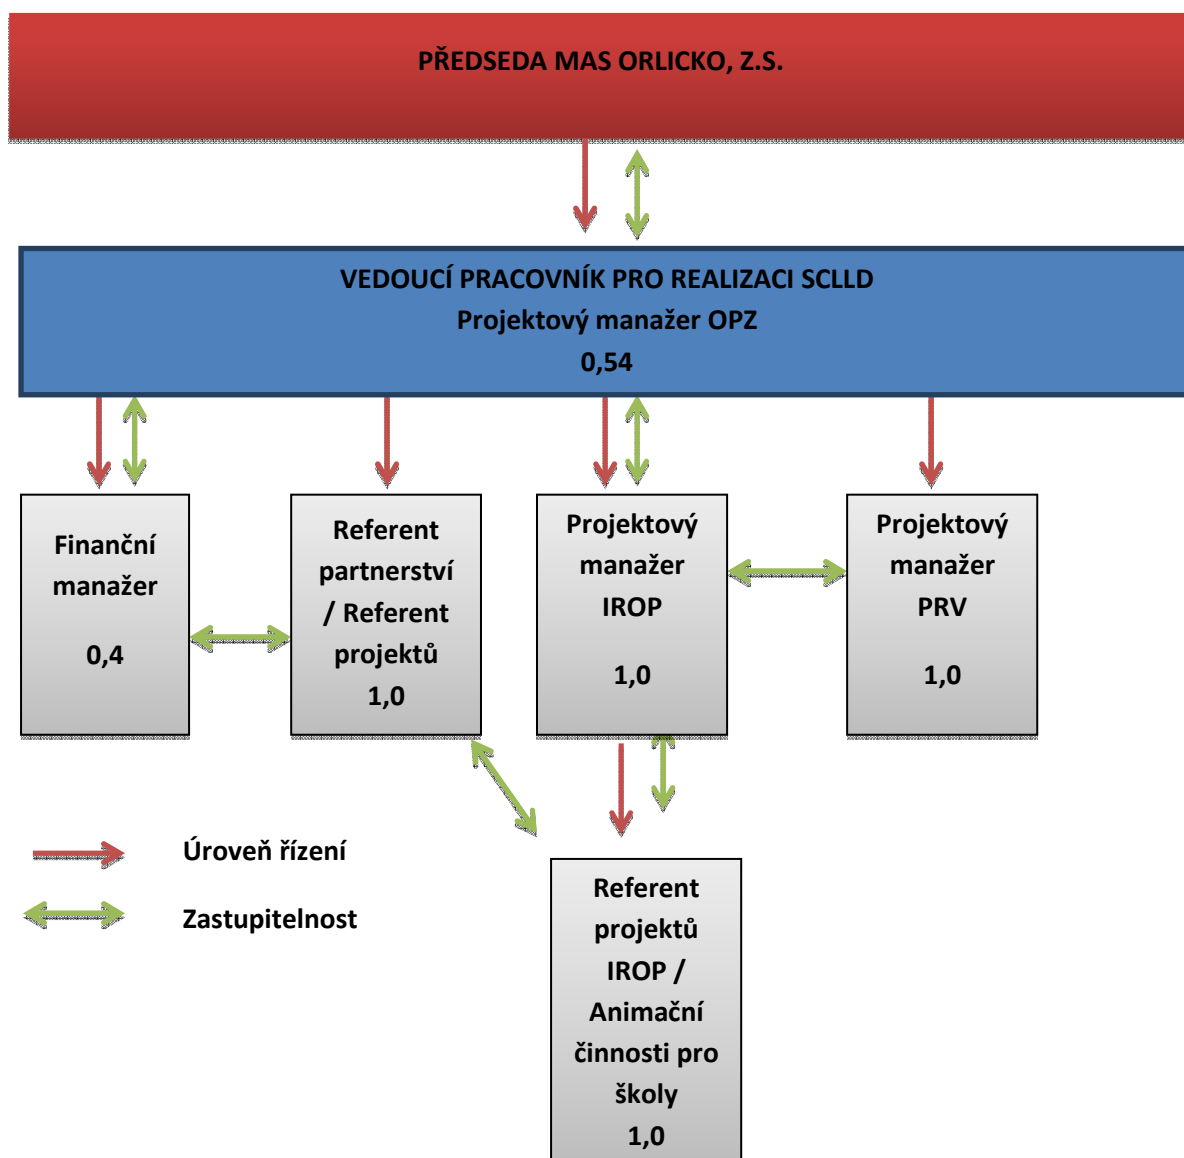 PŘEDSEDA MAS ORLICKO, Z.S.
VEDOUCÍ PRACOVNÍK PRO REALIZACI SCLLD
Projektový manažer OPZ
0,54
Finanční
manažer
0,4
Referent
partnerství
/ Referent
projektů
1,0
Projektový
manažer
IROP
1,0
Projektový
manažer
PRV
1,0
Úroveň řízení
Zastupitelnost
Referent
projektů
IROP /
Animační
činnosti pro
školy
1,0